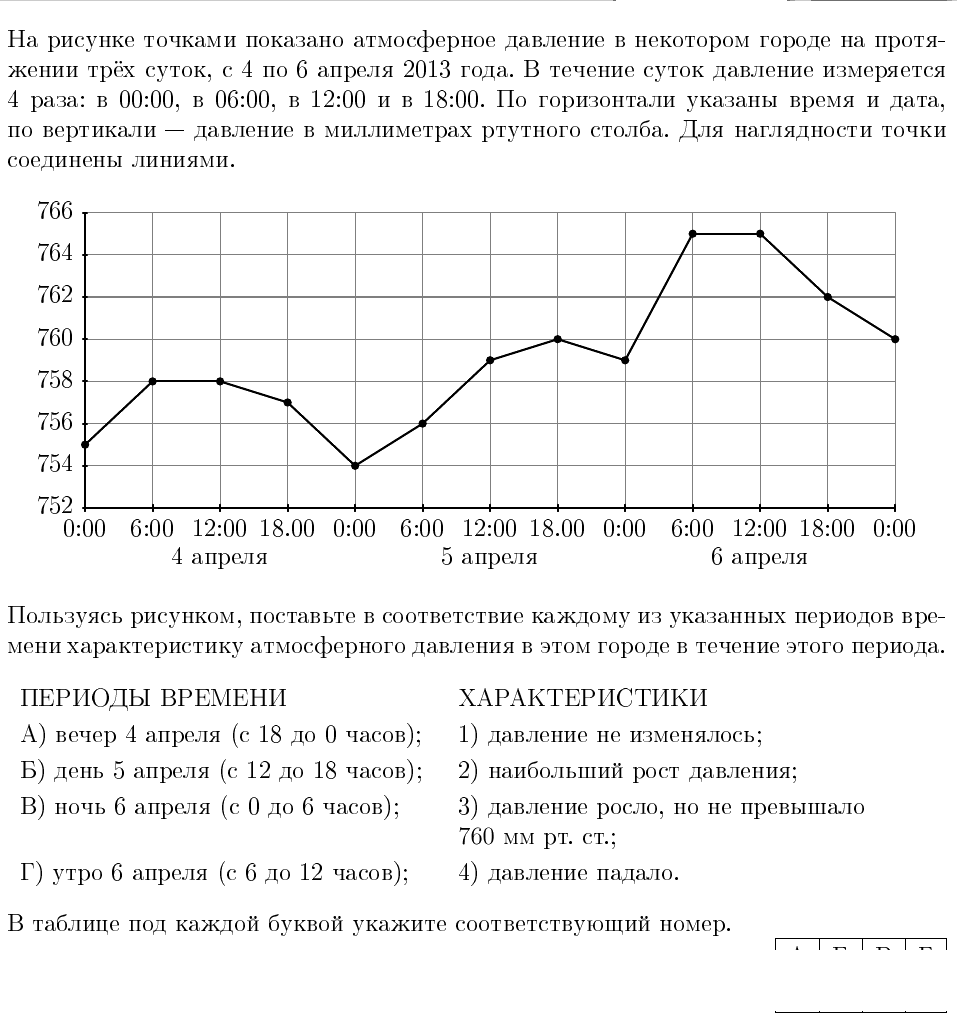 На рисунке точками показано атмосферное давление в некотором городе на протя-
жении трёх суток, с 4 по 6 апреля 2013 года. В течение суток давление измеряется
4 раза: в 00:00, в 06:00, в 12:00 и в 18:00. По горизонтали указаны время и дата,
по вертикали — давление в миллиметрах ртутного столба. Для наглядности точки
соединены линиями.
766
764
762
760
758
756
754
752
0:00 6:00 12:00 18.00 0:00 6:00 12:00 18.00 0:00 6:00 12:00 18:00 0:00
4 апреля 5 апреля 6 апреля
Пользуясь рисунком, поставьте в соответствие каждому из указанных периодов вре-
мени характеристику атмосферного давления в этом городе в течение этого периода.
ПЕРИОДЫ ВРЕМЕНИ ХАРАКТЕРИСТИКИ
А) вечер 4 апреля (с 18 до 0 часов); 1) давление не изменялось;
Б) день 5 апреля (с 12 до 18 часов); 2) наибольший рост давления;
В) ночь 6 апреля (с 0 до 6 часов); 3) давление росло, но не превышало
760 мм рт. ст.;
Г) утро 6 апреля (с 6 до 12 часов); 4) давление падало.
В таблице под каждой буквой укажите соответствующий номер.